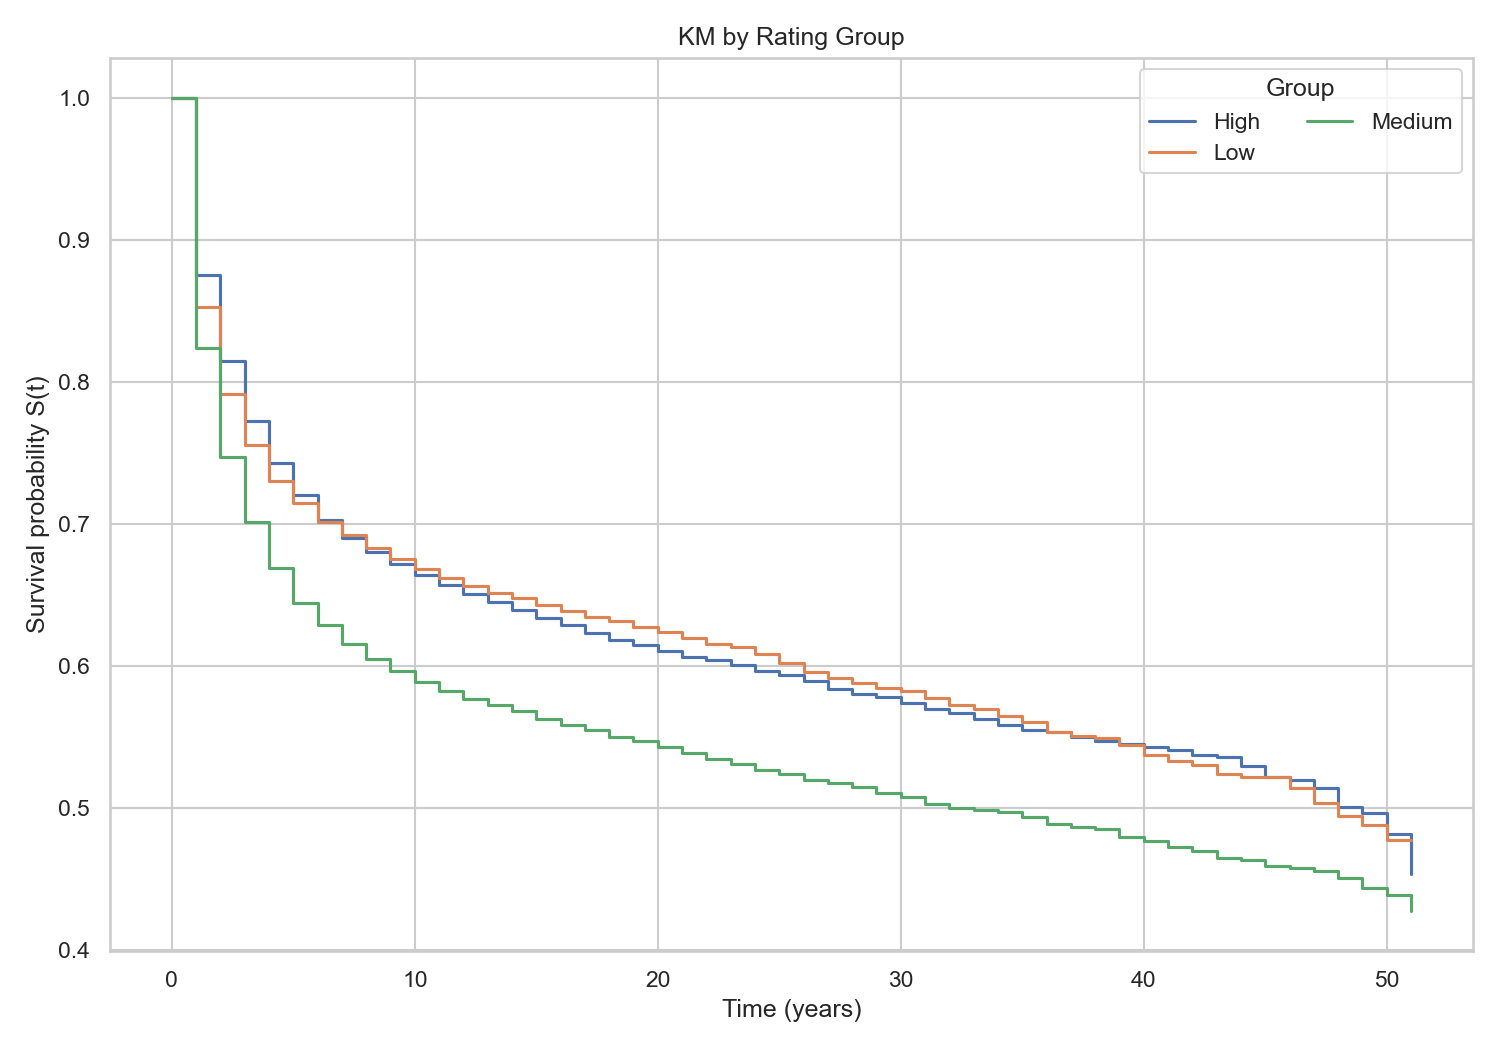 KM by Rating Group
Group
High
Medium
Low
Survival probability S(t)
1.0
0.9
0.8
0.7
0.6
0.5
0.4
0
10
20
30
40
50
Time (years)